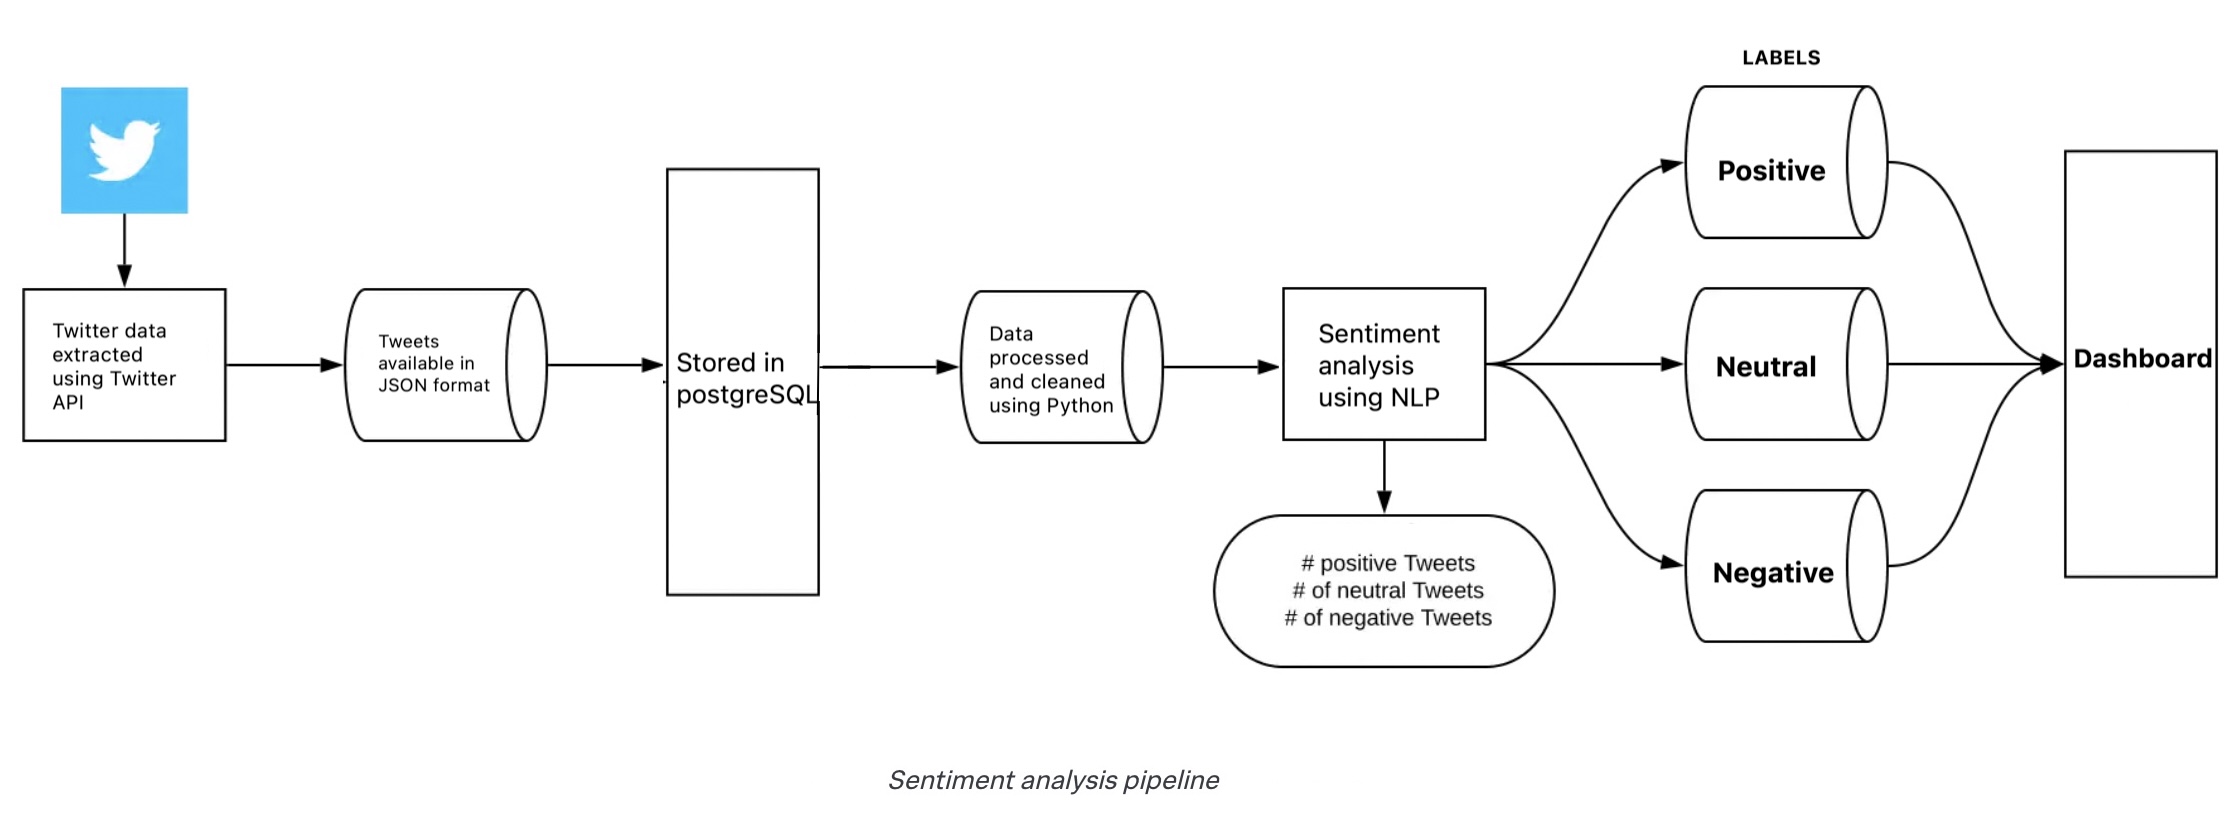 LABELS
Twitter data
extracted
using Twitter
API
Tweets
available in
JSON format
Stored in
postgreSQL
Data
processed
and cleaned
using Python
Sentiment
analysis
using NLP
# positive Tweets
# of neutral Tweets
# of negative Tweets
Positive
Neutral
Negative
Dashboard
Sentiment analysis pipeline